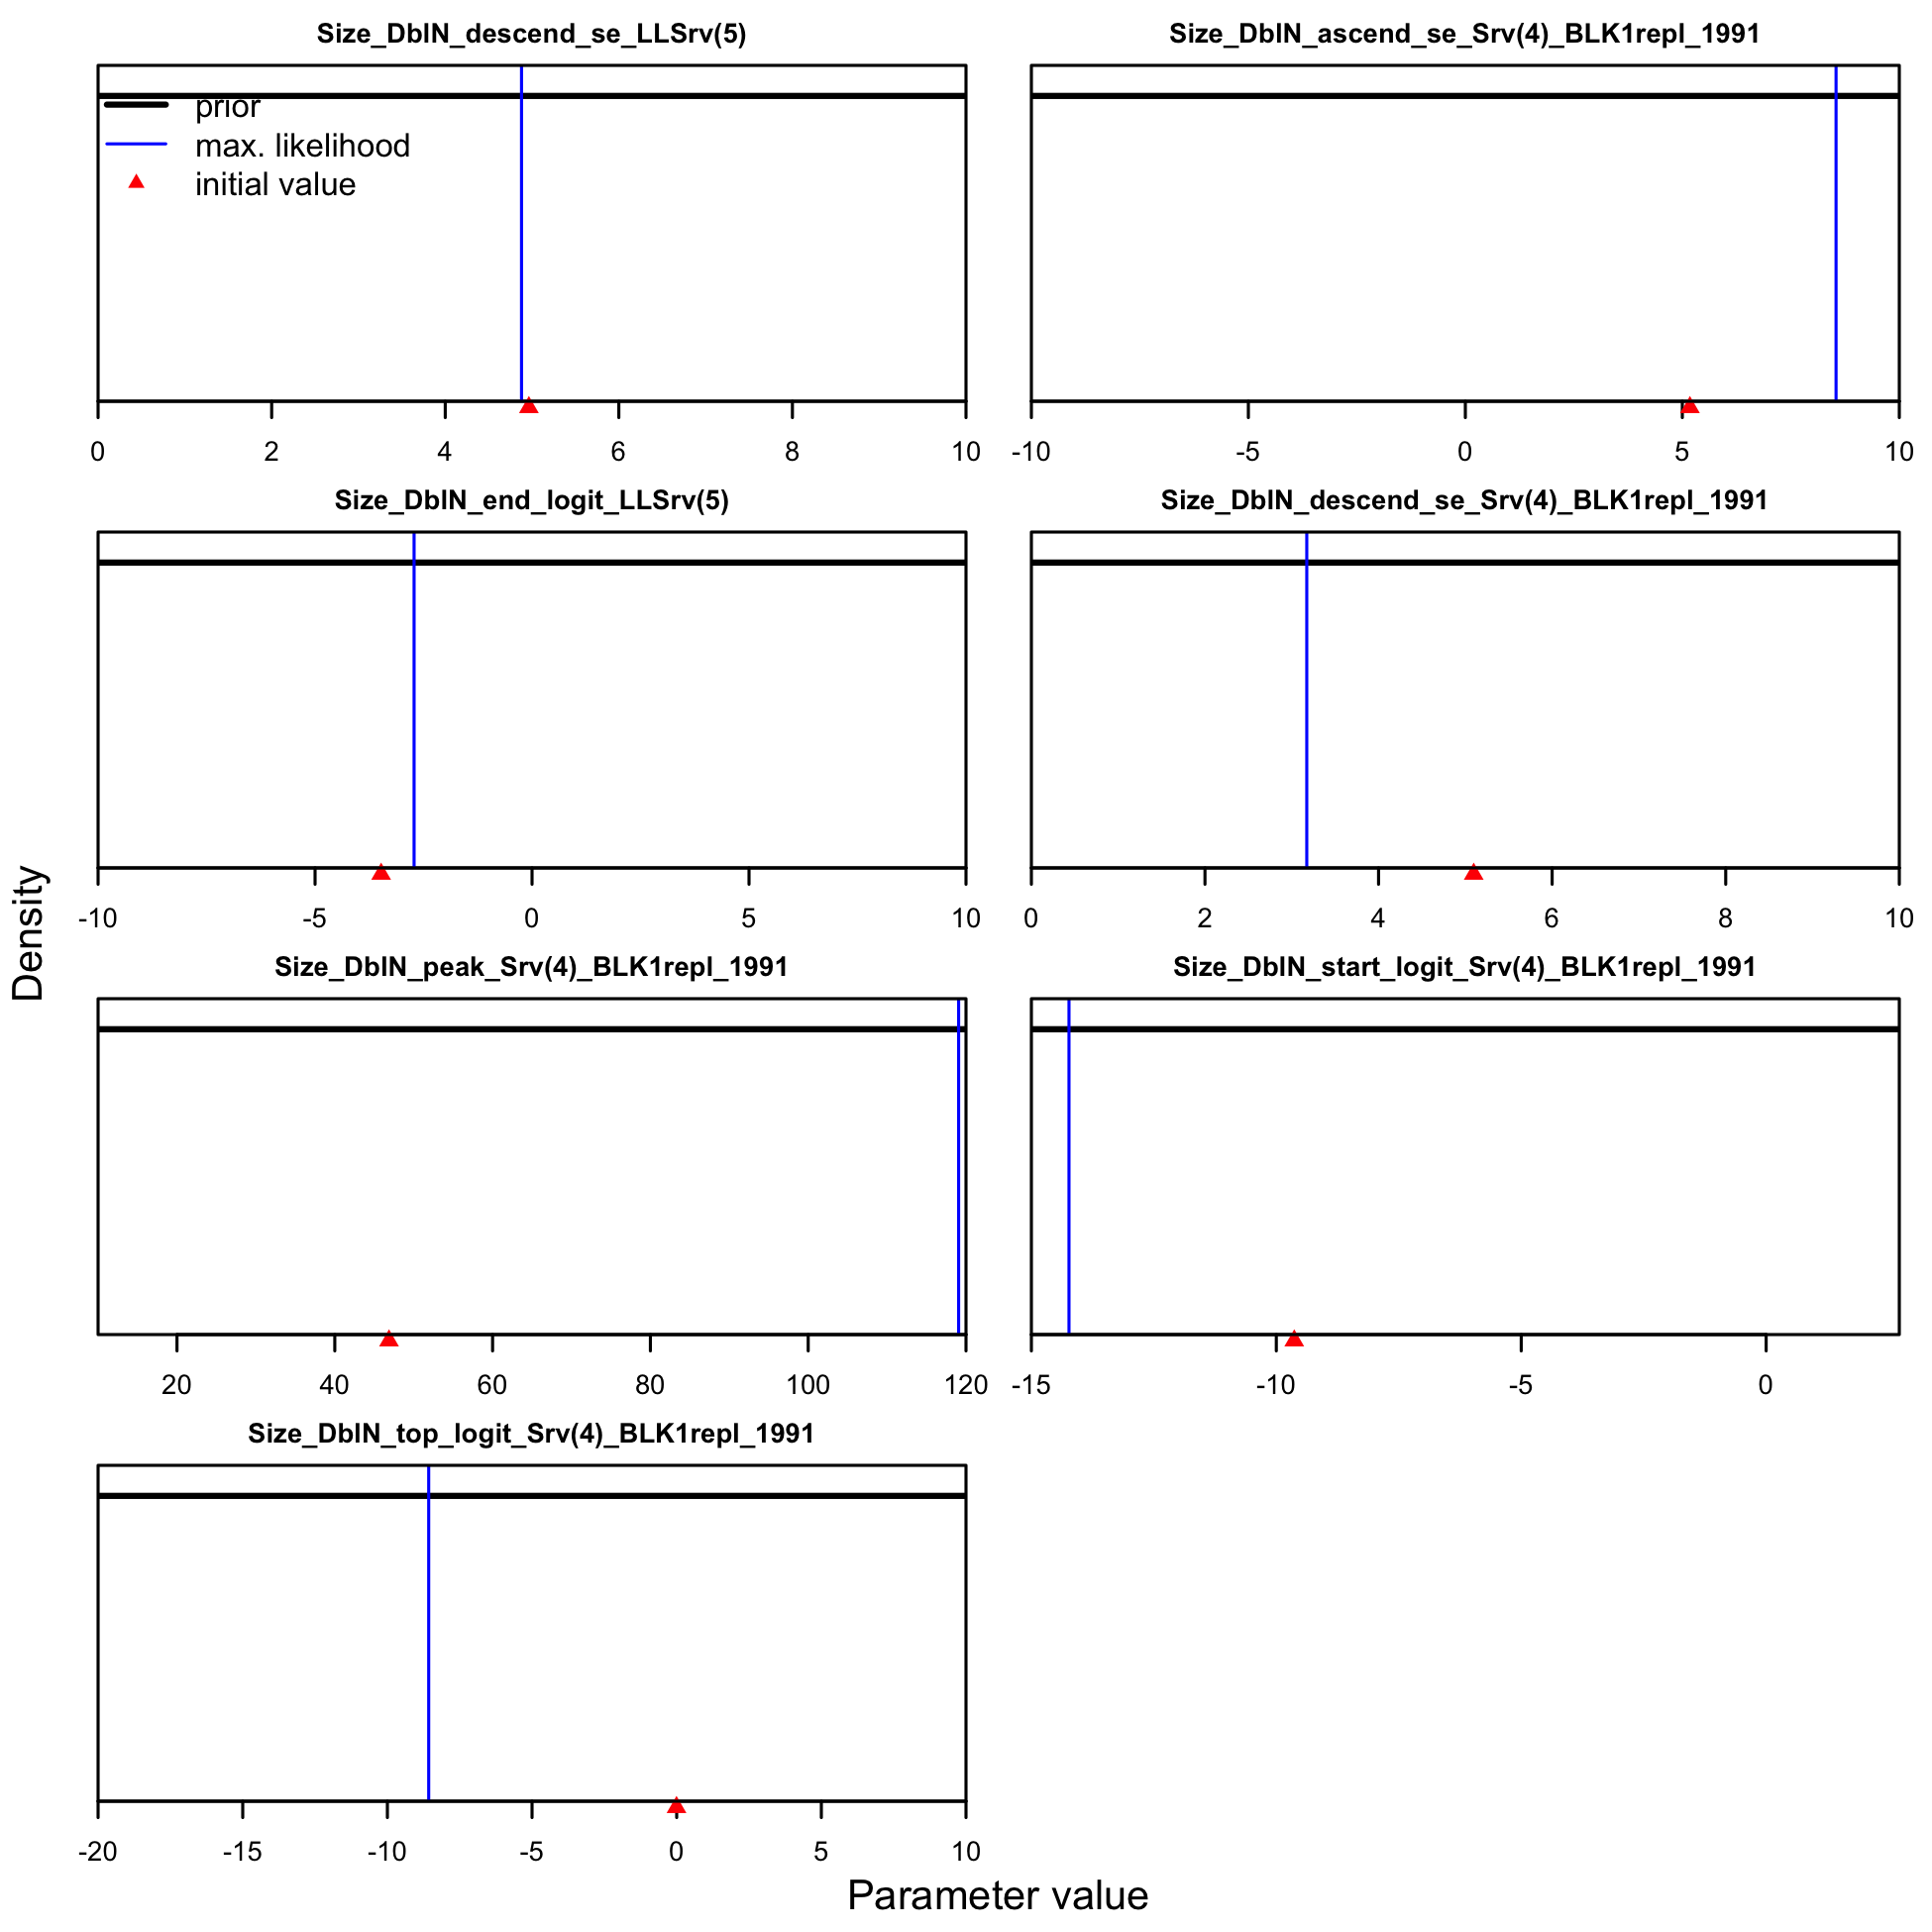 Size_DblN_descend_se_LLSrv(5)
prior
max. likelihood
initial value
0 2 4 6 8 10
Size_DblN_ascend_se_Srv(4)_BLK1repl_1991
-10 -5 0 5 10
Size_DblN_end_logit_LLSrv(5)
-10 -5 0 5 10
Size_DblN_descend_se_Srv(4)_BLK1repl_1991
0 2 4 6 8 10
Size_DblN_peak_Srv(4)_BLK1repl_1991
20 40 60 80 100 120
Size_DblN_start_logit_Srv(4)_BLK1repl_1991
-15 -10 -5 0
Size_DblN_top_logit_Srv(4)_BLK1repl_1991
-20 -15 -10 -5 0 5 10
Density
Parameter value